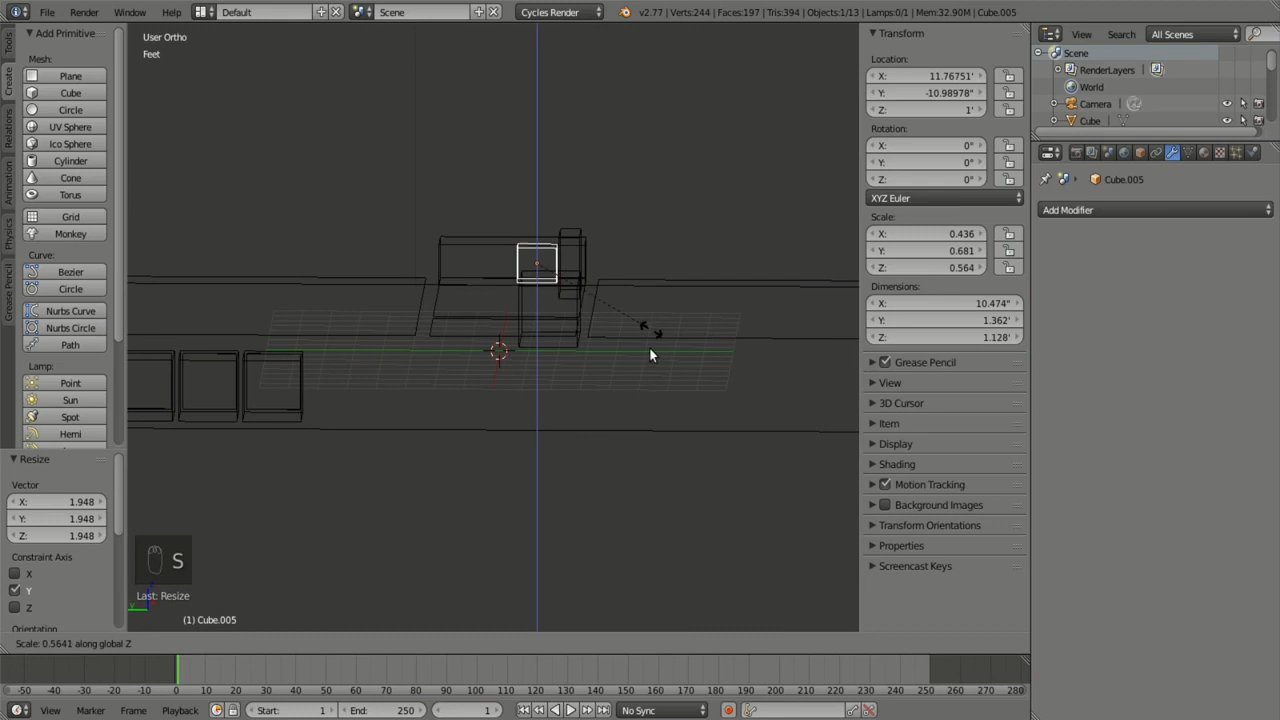 File Render Window Help Default Scene Cycles Render v2.77 | Verts:244 | Faces:197 | Tris:394 | Objects:1/13 | Lamps:0/1 | Mem:32.90M | Cube.005
Tools
Create
Relations
Animation
Physics
Grease Pencil
Add Primitive
Mesh:
Plane
Cube
Circle
UV Sphere
Ico Sphere
Cylinder
Cone
Torus
Grid
Monkey
Curve:
Bezier
Circle
Nurbs Curve
Nurbs Circle
Path
Lamp:
Point
Sun
Spot
Hemi
Resize
Vector
X: 1.948
Y: 1.948
Z: 1.948
Constraint Axis
X
Y
Z
Orientation
User Ortho
Feet
S
Last: Resize
(1) Cube.005
Scale: 0.5641 along global Z
Transform
Location:
X: 11.76751'
Y: -10.98978"
Z: 1'
Rotation:
X: 0°
Y: 0°
Z: 0°
XYZ Euler
Scale:
X: 0.436
Y: 0.681
Z: 0.564
Dimensions:
X: 10.474"
Y: 1.362'
Z: 1.128'
Grease Pencil
View
3D Cursor
Item
Display
Shading
Motion Tracking
Background Images
Transform Orientations
Properties
Screencast Keys
View Search All Scenes
Scene
RenderLayers
World
Camera
Cube
Cube.005
Add Modifier
-50 -40 -30 -20 -10 0 10 20 30 40 50 60 70 80 90 100 110 120 130 140 150 160 170 180 190 200 210 220 230 240 250 260 270 280
View Marker Frame Playback Start: 1 End: 250 1 No Sync